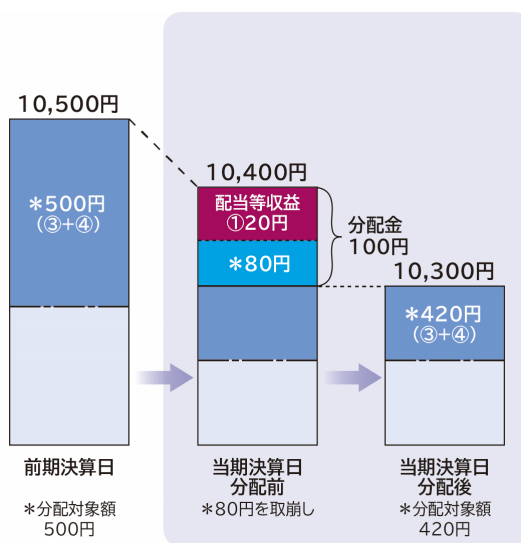 10,500円
＊500円
（③＋④）
前期決算日
＊分配対象額
500円
10,400円
配当等収益
①20円
＊80円
分配金
100円
当期決算日
分配前
＊80円を取崩し
10,300円
＊420円
（③＋④）
当期決算日
分配後
＊分配対象額
420円